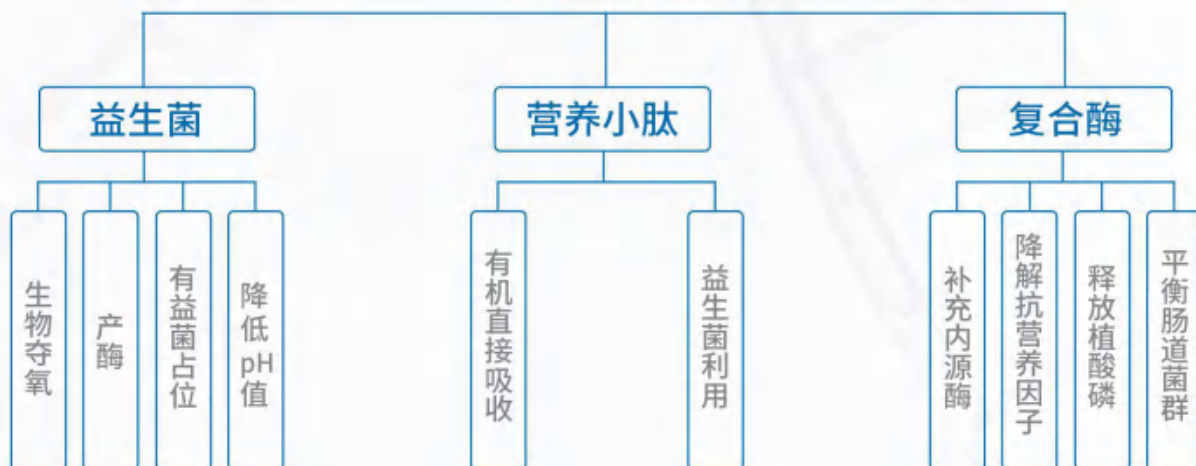 益生菌
营养小肽
复合酶
生物夺氧
产酶
有益菌占位
降低pH值
有机直接吸收
益生菌利用
补充内源酶
降解抗营养因子
释放植酸磷
平衡肠道菌群